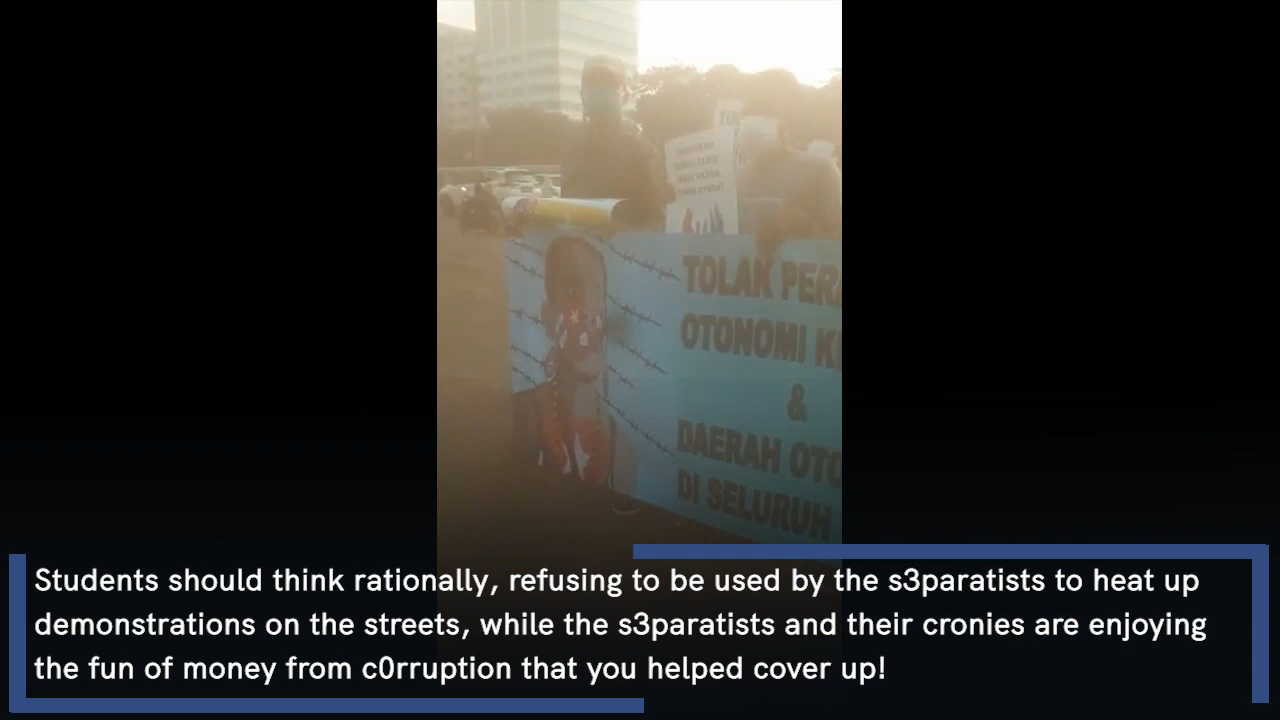 TOL
TOLAK PER
OTONOMI K
&
DAERAH OTO
DI SELURUH
Students should think rationally, refusing to be used by the s3paratists to heat up
demonstrations on the streets, while the s3paratists and their cronies are enjoying
the fun of money from c0rruption that you helped cover up!